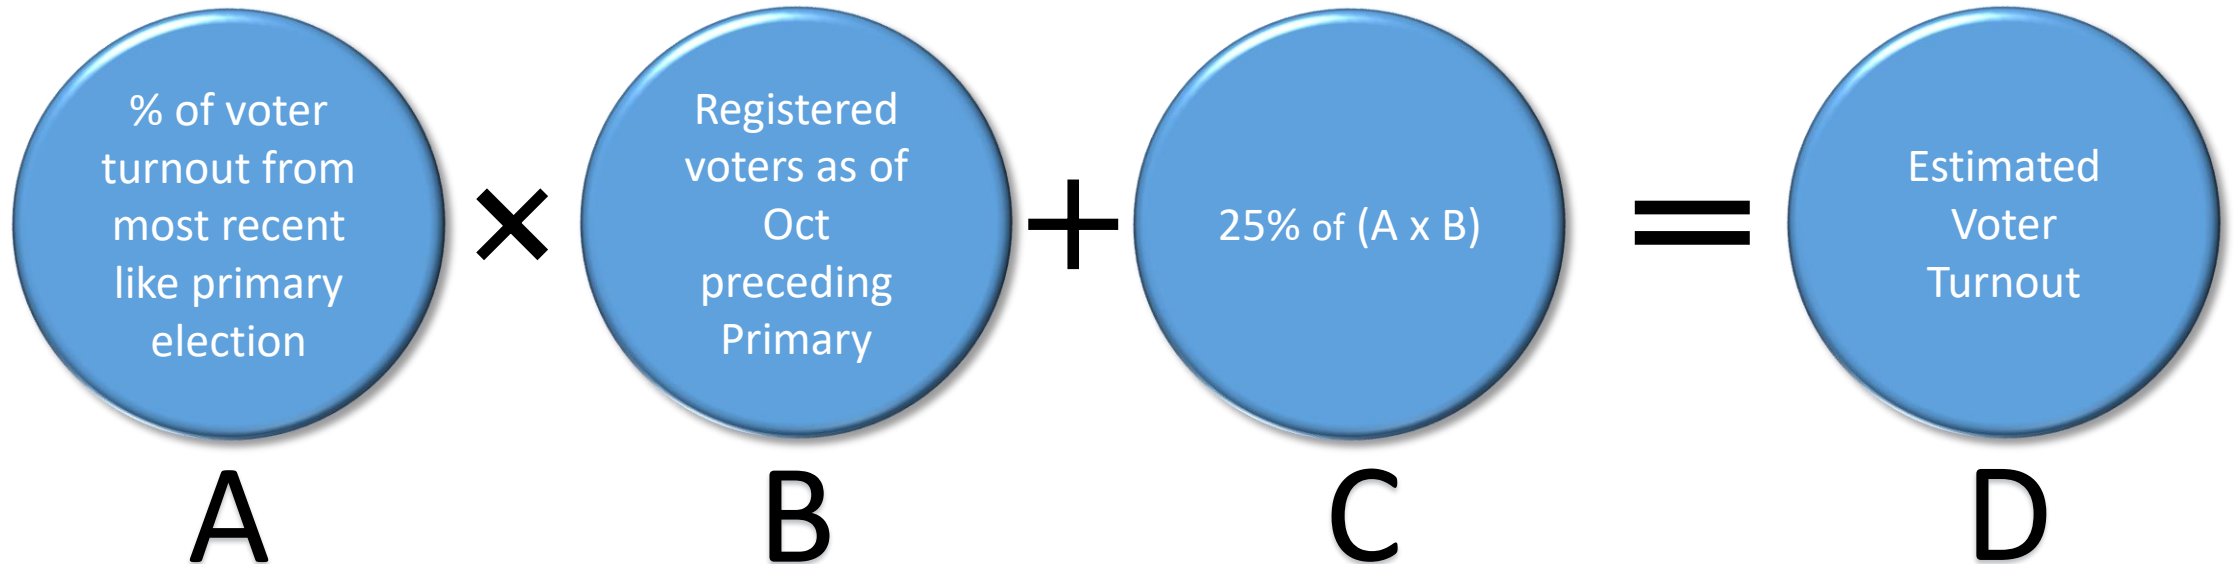 % of voter
turnout from
most recent
like primary
election
×
Registered
voters as of
Oct
preceding
Primary
+
25% of (A x B)
=
Estimated
Voter
Turnout
A
B
C
D